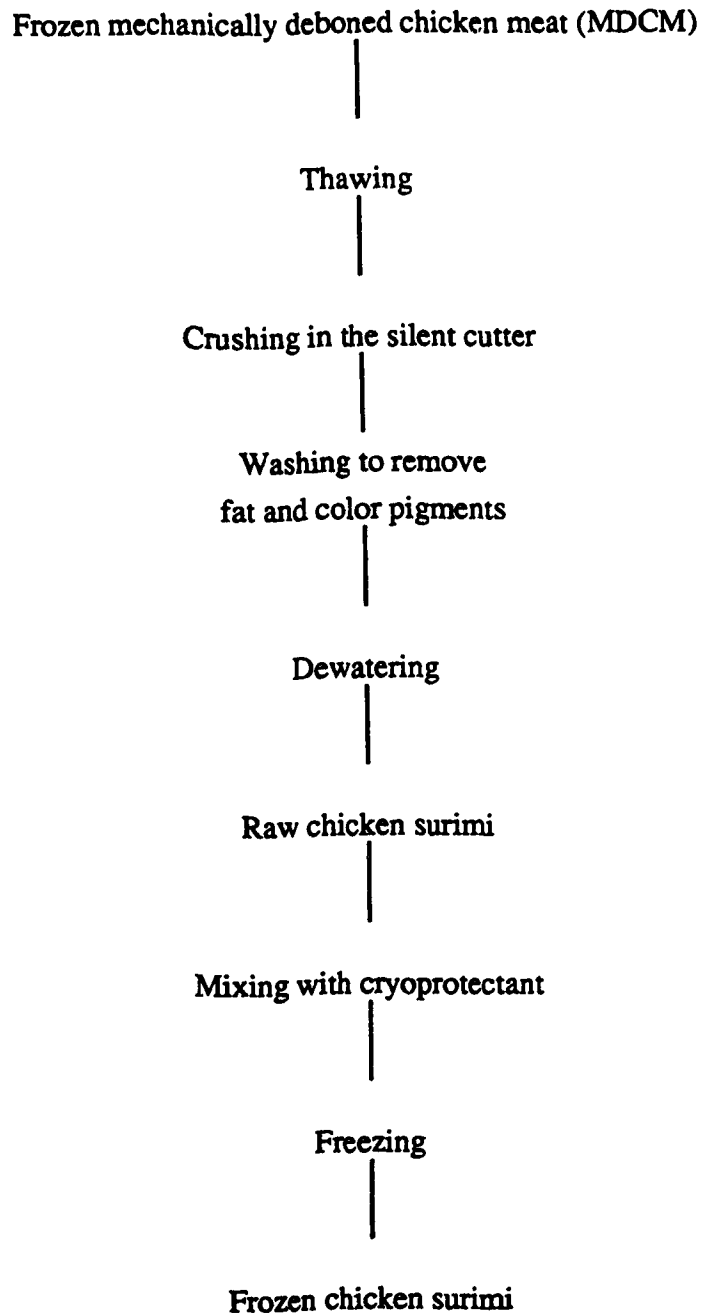 Frozen mechanically deboned chicken meat (MDCM)
Thawing
Crushing in the silent cutter
Washing to remove
fat and color pigments
Dewatering
Raw chicken surimi
Mixing with cryoprotectant
Freezing
Frozen chicken surimi